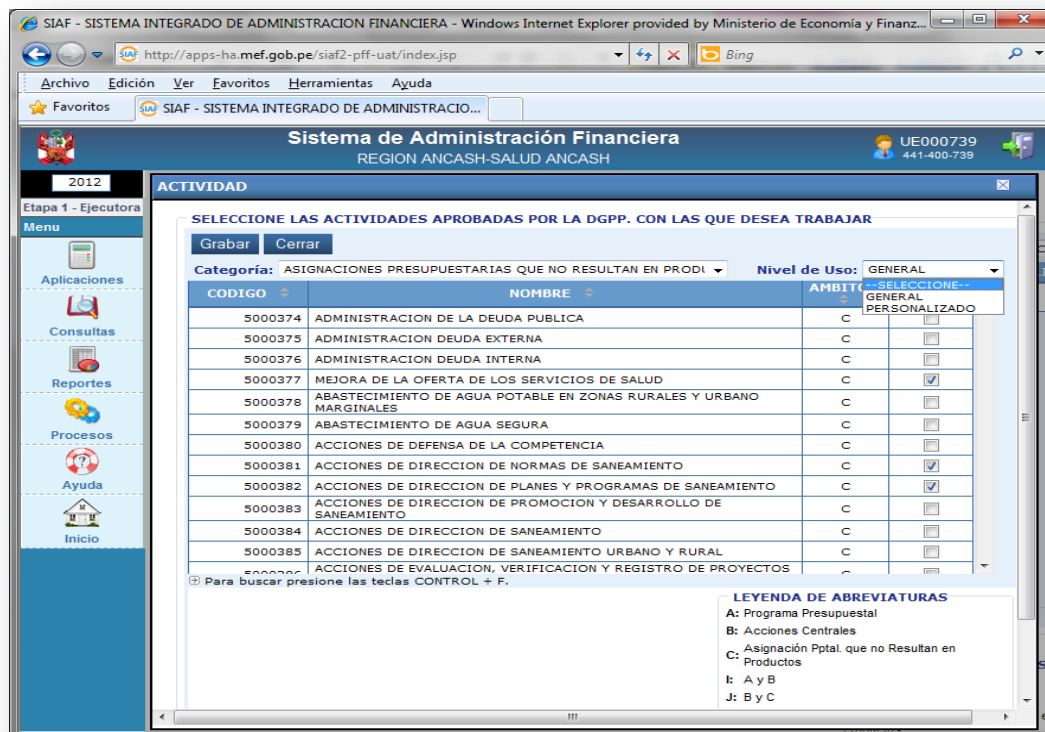 SIAF - SISTEMA INTEGRADO DE ADMINISTRACION FINANCIERA - Windows Internet Explorer provided by Ministerio de Economía y Finanz...
http://apps-ha.mef.gob.pe/siaf2-pff-uat/index.jsp
Bing
Archivo Edición Ver Favoritos Herramientas Ayuda
Favoritos
SIAF - SISTEMA INTEGRADO DE ADMINISTRACIO...
Sistema de Administración Financiera
REGION ANCASH-SALUD ANCASH
UE000739
441-400-739
2012
Etapa 1 - Ejecutora
Menu
Aplicaciones
Consultas
Reportes
Procesos
Ayuda
Inicio
ACTIVIDAD
SELECCIONE LAS ACTIVIDADES APROBADAS POR LA DGPP. CON LAS QUE DESEA TRABAJAR
Grabar Cerrar
Categoría: ASIGNACIONES PRESUPUESTARIAS QUE NO RESULTAN EN PRODU Nivel de Uso: GENERAL
--SELECCIONE--
GENERAL
PERSONALIZADO
CODIGO NOMBRE AMBITO
5000374 ADMINISTRACION DE LA DEUDA PUBLICA C
5000375 ADMINISTRACION DEUDA EXTERNA C
5000376 ADMINISTRACION DEUDA INTERNA C
5000377 MEJORA DE LA OFERTA DE LOS SERVICIOS DE SALUD C
5000378 ABASTECIMIENTO DE AGUA POTABLE EN ZONAS RURALES Y URBANO
MARGINALES C
5000379 ABASTECIMIENTO DE AGUA SEGURA C
5000380 ACCIONES DE DEFENSA DE LA COMPETENCIA C
5000381 ACCIONES DE DIRECCION DE NORMAS DE SANEAMIENTO C
5000382 ACCIONES DE DIRECCION DE PLANES Y PROGRAMAS DE SANEAMIENTO C
5000383 ACCIONES DE DIRECCION DE PROMOCION Y DESARROLLO DE
SANEAMIENTO C
5000384 ACCIONES DE DIRECCION DE SANEAMIENTO C
5000385 ACCIONES DE DIRECCION DE SANEAMIENTO URBANO Y RURAL C
ACCIONES DE EVALUACION, VERIFICACION Y REGISTRO DE PROYECTOS
Para buscar presione las teclas CONTROL + F.
LEYENDA DE ABREVIATURAS
A: Programa Presupuestal
B: Acciones Centrales
C: Asignación Pptal. que no Resultan en
Productos
I: A y B
J: B y C